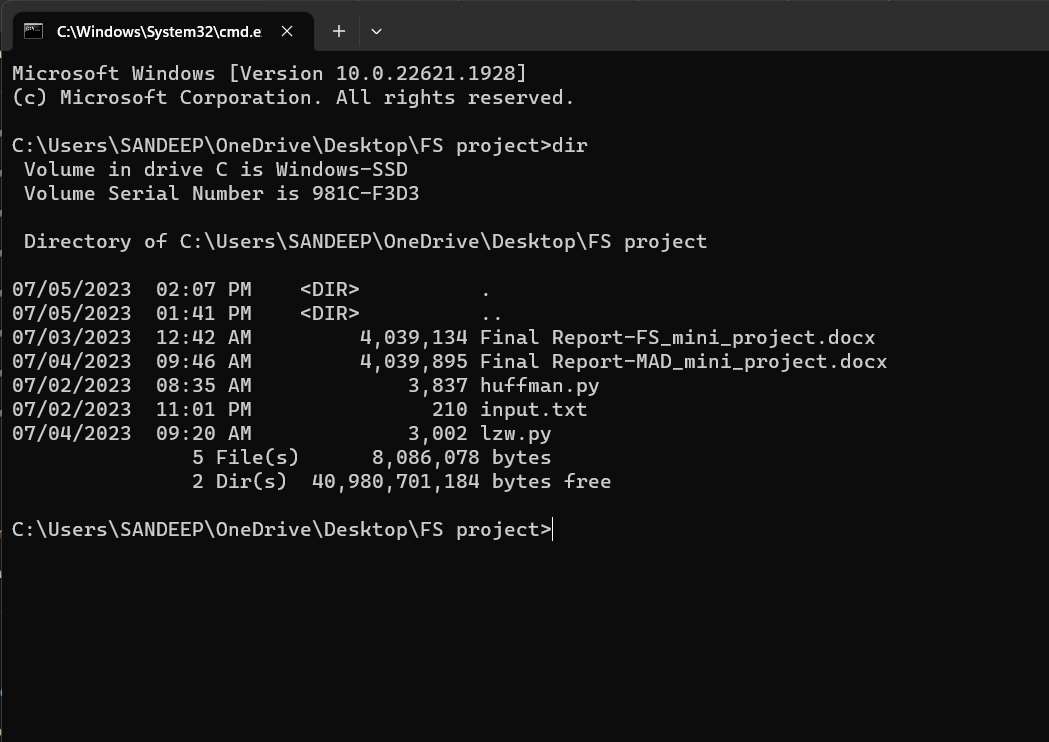 C:\Windows\System32\cmd.e
Microsoft Windows [Version 10.0.22621.1928]
(c) Microsoft Corporation. All rights reserved.
C:\Users\SANDEEP\OneDrive\Desktop\FS project>dir
 Volume in drive C is Windows-SSD
 Volume Serial Number is 981C-F3D3
 Directory of C:\Users\SANDEEP\OneDrive\Desktop\FS project
07/05/2023  02:07 PM    <DIR>          .
07/05/2023  01:41 PM    <DIR>          ..
07/03/2023  12:42 AM         4,039,134 Final Report-FS_mini_project.docx
07/04/2023  09:46 AM         4,039,895 Final Report-MAD_mini_project.docx
07/02/2023  08:35 AM             3,837 huffman.py
07/02/2023  11:01 PM               210 input.txt
07/04/2023  09:20 AM             3,002 lzw.py
               5 File(s)      8,086,078 bytes
               2 Dir(s)  40,980,701,184 bytes free
C:\Users\SANDEEP\OneDrive\Desktop\FS project>